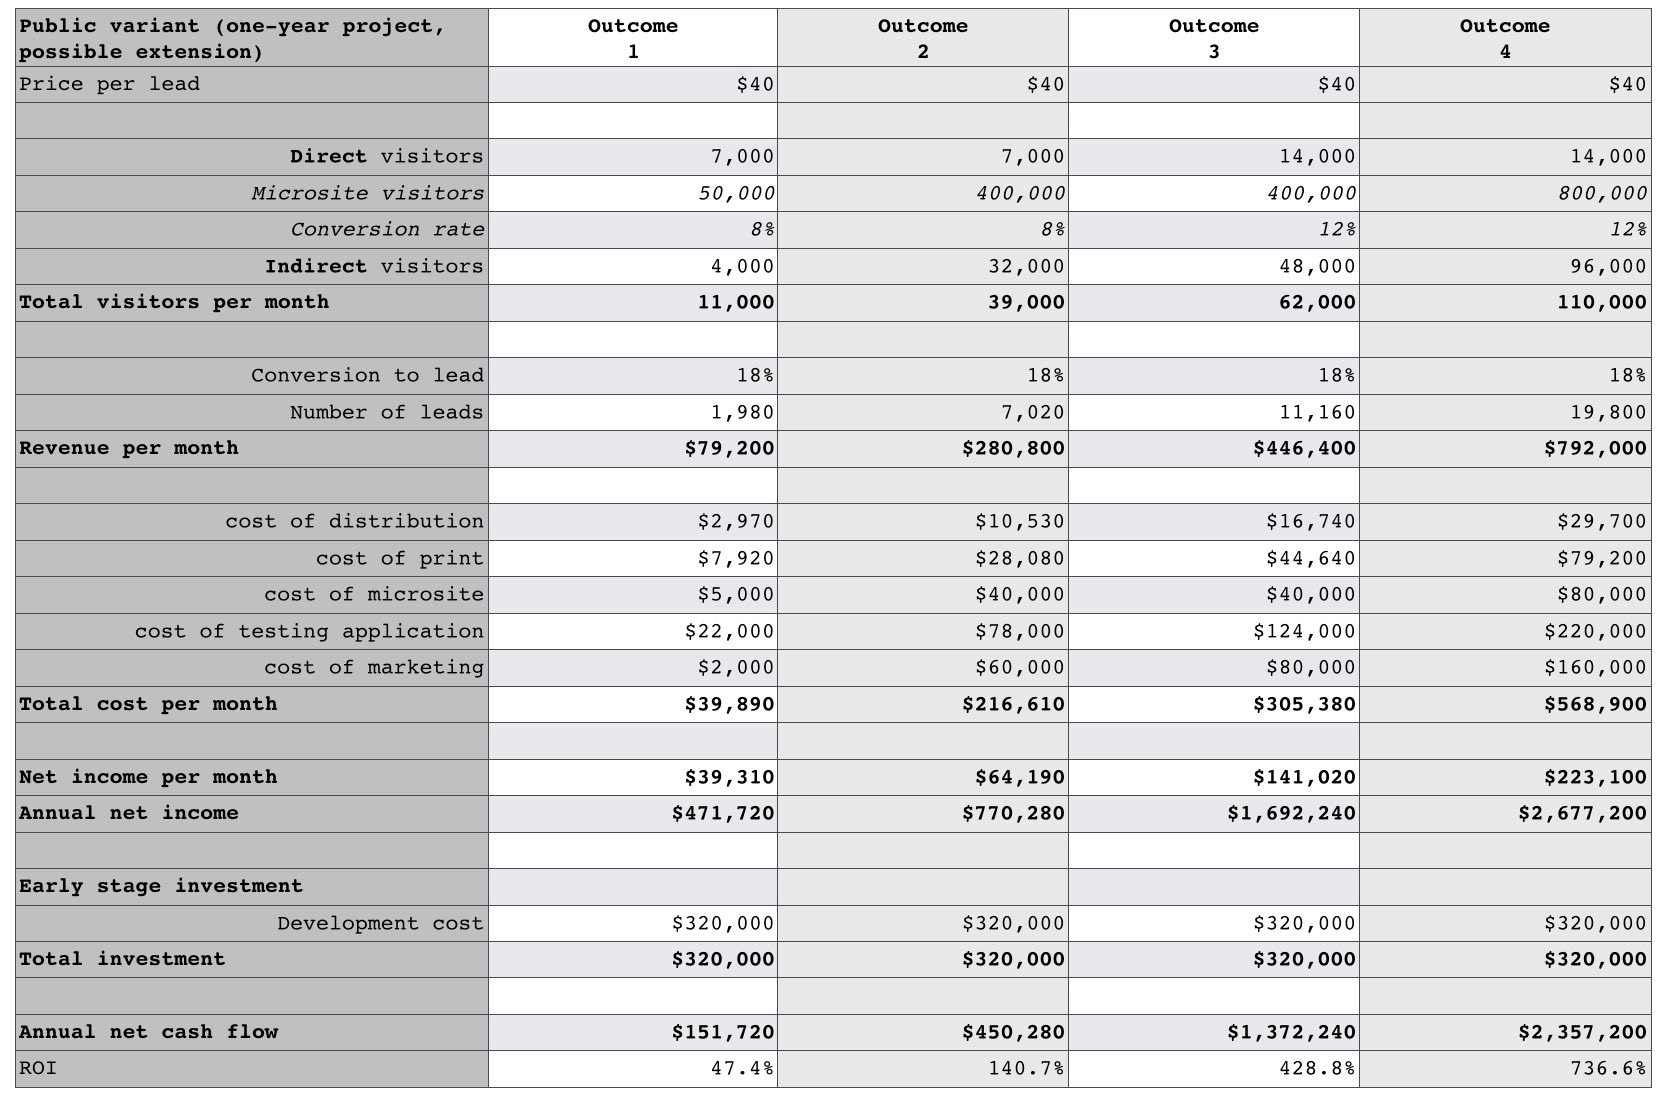 Public variant (one-year project, possible extension) Outcome 1 Outcome 2 Outcome 3 Outcome 4
Price per lead $40 $40 $40 $40
Direct visitors 7,000 7,000 14,000 14,000
Microsite visitors 50,000 400,000 400,000 800,000
Conversion rate 8% 8% 12% 12%
Indirect visitors 4,000 32,000 48,000 96,000
Total visitors per month 11,000 39,000 62,000 110,000
Conversion to lead 18% 18% 18% 18%
Number of leads 1,980 7,020 11,160 19,800
Revenue per month $79,200 $280,800 $446,400 $792,000
cost of distribution $2,970 $10,530 $16,740 $29,700
cost of print $7,920 $28,080 $44,640 $79,200
cost of microsite $5,000 $40,000 $40,000 $80,000
cost of testing application $22,000 $78,000 $124,000 $220,000
cost of marketing $2,000 $60,000 $80,000 $160,000
Total cost per month $39,890 $216,610 $305,380 $568,900
Net income per month $39,310 $64,190 $141,020 $223,100
Annual net income $471,720 $770,280 $1,692,240 $2,677,200
Early stage investment
Development cost $320,000 $320,000 $320,000 $320,000
Total investment $320,000 $320,000 $320,000 $320,000
Annual net cash flow $151,720 $450,280 $1,372,240 $2,357,200
ROI 47.4% 140.7% 428.8% 736.6%